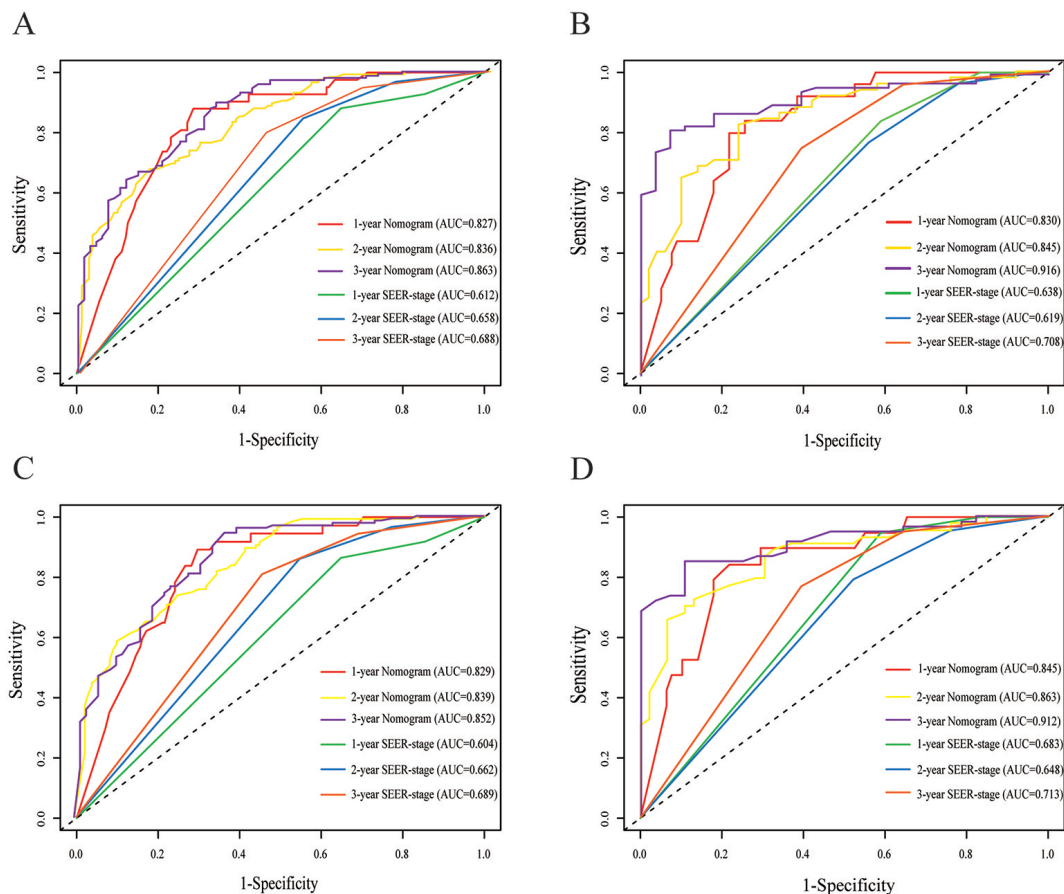 A
Sensitivity
1.0
0.8
0.6
0.4
0.2
0.0
1-year Nomogram (AUC=0.827)
2-year Nomogram (AUC=0.836)
3-year Nomogram (AUC=0.863)
1-year SEER-stage (AUC=0.612)
2-year SEER-stage (AUC=0.658)
3-year SEER-stage (AUC=0.688)
0.0 0.2 0.4 0.6 0.8 1.0
1-Specificity
B
Sensitivity
1.0
0.8
0.6
0.4
0.2
0.0
1-year Nomogram (AUC=0.830)
2-year Nomogram (AUC=0.845)
3-year Nomogram (AUC=0.916)
1-year SEER-stage (AUC=0.638)
2-year SEER-stage (AUC=0.619)
3-year SEER-stage (AUC=0.708)
0.0 0.2 0.4 0.6 0.8 1.0
1-Specificity
C
Sensitivity
1.0
0.8
0.6
0.4
0.2
0.0
1-year Nomogram (AUC=0.829)
2-year Nomogram (AUC=0.839)
3-year Nomogram (AUC=0.852)
1-year SEER-stage (AUC=0.604)
2-year SEER-stage (AUC=0.662)
3-year SEER-stage (AUC=0.689)
0.0 0.2 0.4 0.6 0.8 1.0
1-Specificity
D
Sensitivity
1.0
0.8
0.6
0.4
0.2
0.0
1-year Nomogram (AUC=0.845)
2-year Nomogram (AUC=0.863)
3-year Nomogram (AUC=0.912)
1-year SEER-stage (AUC=0.683)
2-year SEER-stage (AUC=0.648)
3-year SEER-stage (AUC=0.713)
0.0 0.2 0.4 0.6 0.8 1.0
1-Specificity